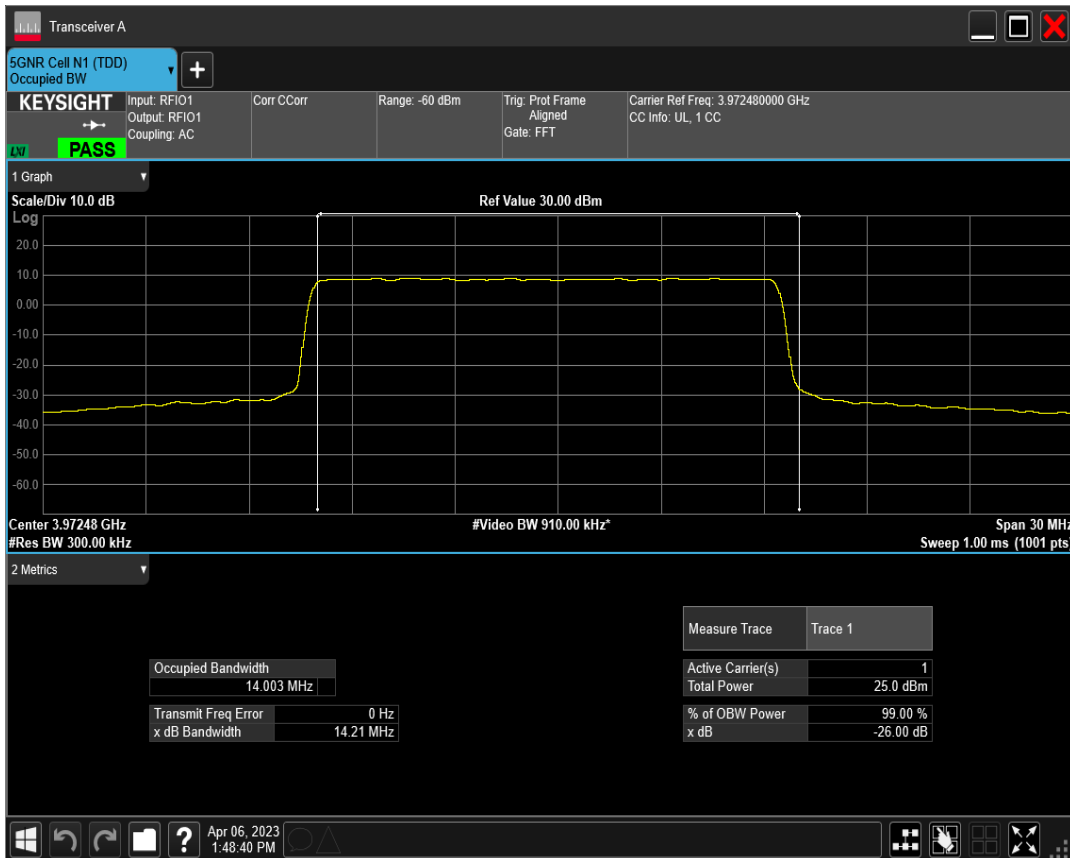 Transceiver A
5GNR Cell N1 (TDD)
Occupied BW
+
KEYSIGHT
LXI
PASS
Input: RFIO1
Output: RFIO1
Coupling: AC
Corr CCorr
Range: -60 dBm
Trig: Prot Frame
Aligned
Gate: FFT
Carrier Ref Freq: 3.972480000 GHz
CC Info: UL, 1 CC
1 Graph
Scale/Div 10.0 dB
Ref Value 30.00 dBm
Log
20.0
10.0
0.00
-10.0
-20.0
-30.0
-40.0
-50.0
-60.0
Center 3.97248 GHz
#Video BW 910.00 kHz*
Span 30 MHz
#Res BW 300.00 kHz
Sweep 1.00 ms (1001 pts)
2 Metrics
Measure Trace Trace 1
Occupied Bandwidth
14.003 MHz
Transmit Freq Error 0 Hz
x dB Bandwidth 14.21 MHz
Active Carrier(s) 1
Total Power 25.0 dBm
% of OBW Power 99.00 %
x dB -26.00 dB
?
Apr 06, 2023
1:48:40 PM